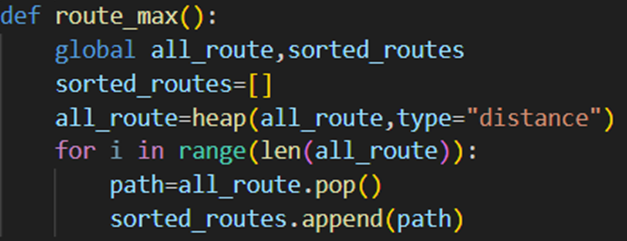 def route_max():
    global all_route,sorted_routes
    sorted_routes=[]
    all_route=heap(all_route,type="distance")
    for i in range(len(all_route)):
        path=all_route.pop()
        sorted_routes.append(path)